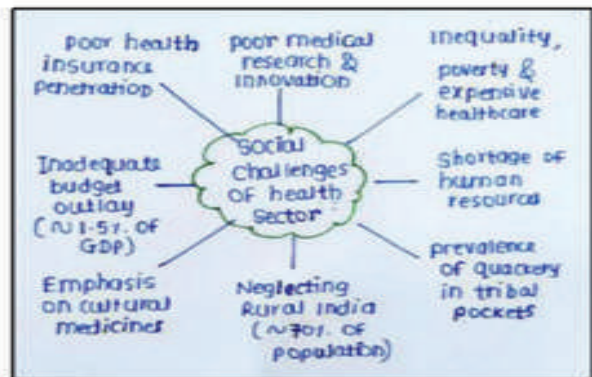 poor health
insurance
penetration
poor medical
research &
innovation
inequality,
poverty &
expensive
healthcare
Social
Challenges
of health
Sector
Inadequate
budget
outlay
(~1.5%. of
GDP)
Shortage of
human
resource
Emphasis
on cultural
medicines
Neglecting
Rural India
(~70%. of
population)
prevalence
of quackery
in tribal
pockets